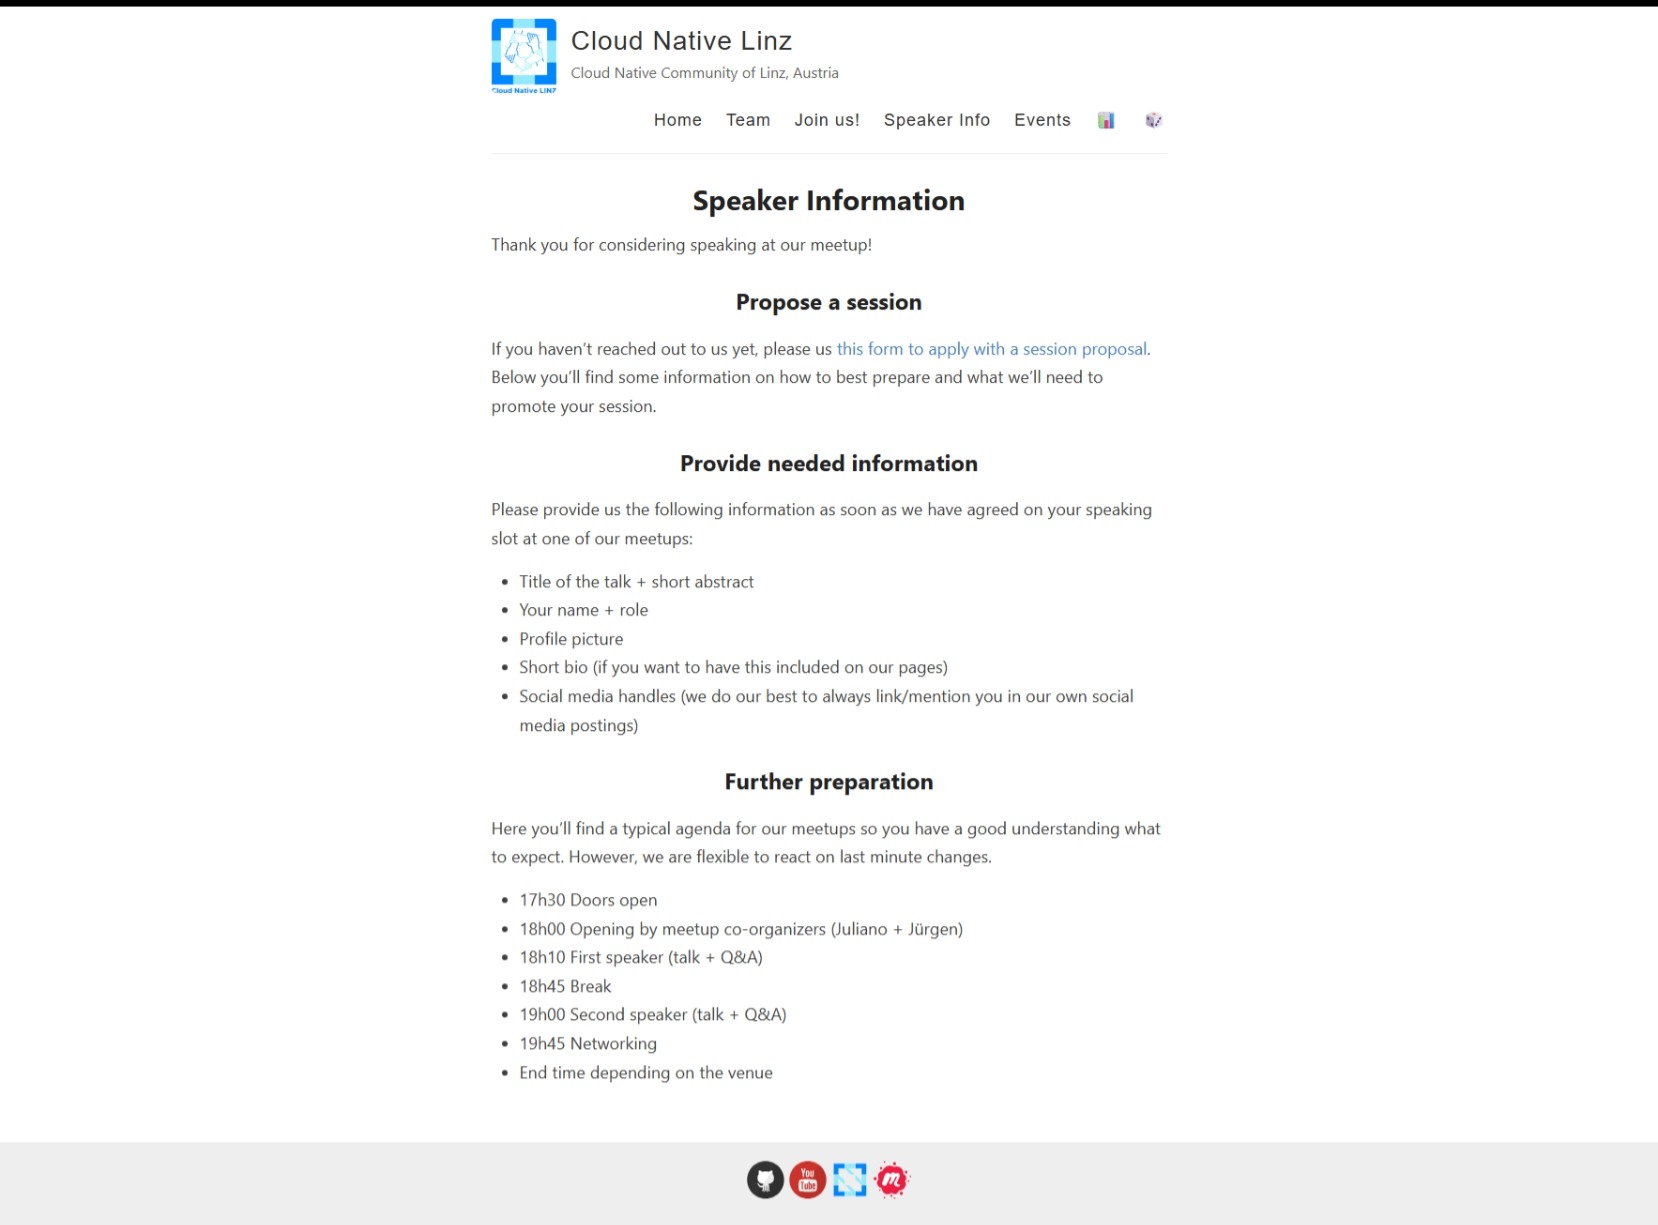 Cloud Native LINZ
Cloud Native Linz
Cloud Native Community of Linz, Austria
Home Team Join us! Speaker Info Events
Speaker Information
Thank you for considering speaking at our meetup!
Propose a session
If you haven’t reached out to us yet, please us this form to apply with a session proposal.
Below you’ll find some information on how to best prepare and what we’ll need to
promote your session.
Provide needed information
Please provide us the following information as soon as we have agreed on your speaking
slot at one of our meetups:
• Title of the talk + short abstract
• Your name + role
• Profile picture
• Short bio (if you want to have this included on our pages)
• Social media handles (we do our best to always link/mention you in our own social
media postings)
Further preparation
Here you’ll find a typical agenda for our meetups so you have a good understanding what
to expect. However, we are flexible to react on last minute changes.
• 17h30 Doors open
• 18h00 Opening by meetup co-organizers (Juliano + Jürgen)
• 18h10 First speaker (talk + Q&A)
• 18h45 Break
• 19h00 Second speaker (talk + Q&A)
• 19h45 Networking
• End time depending on the venue
You
Tube
m